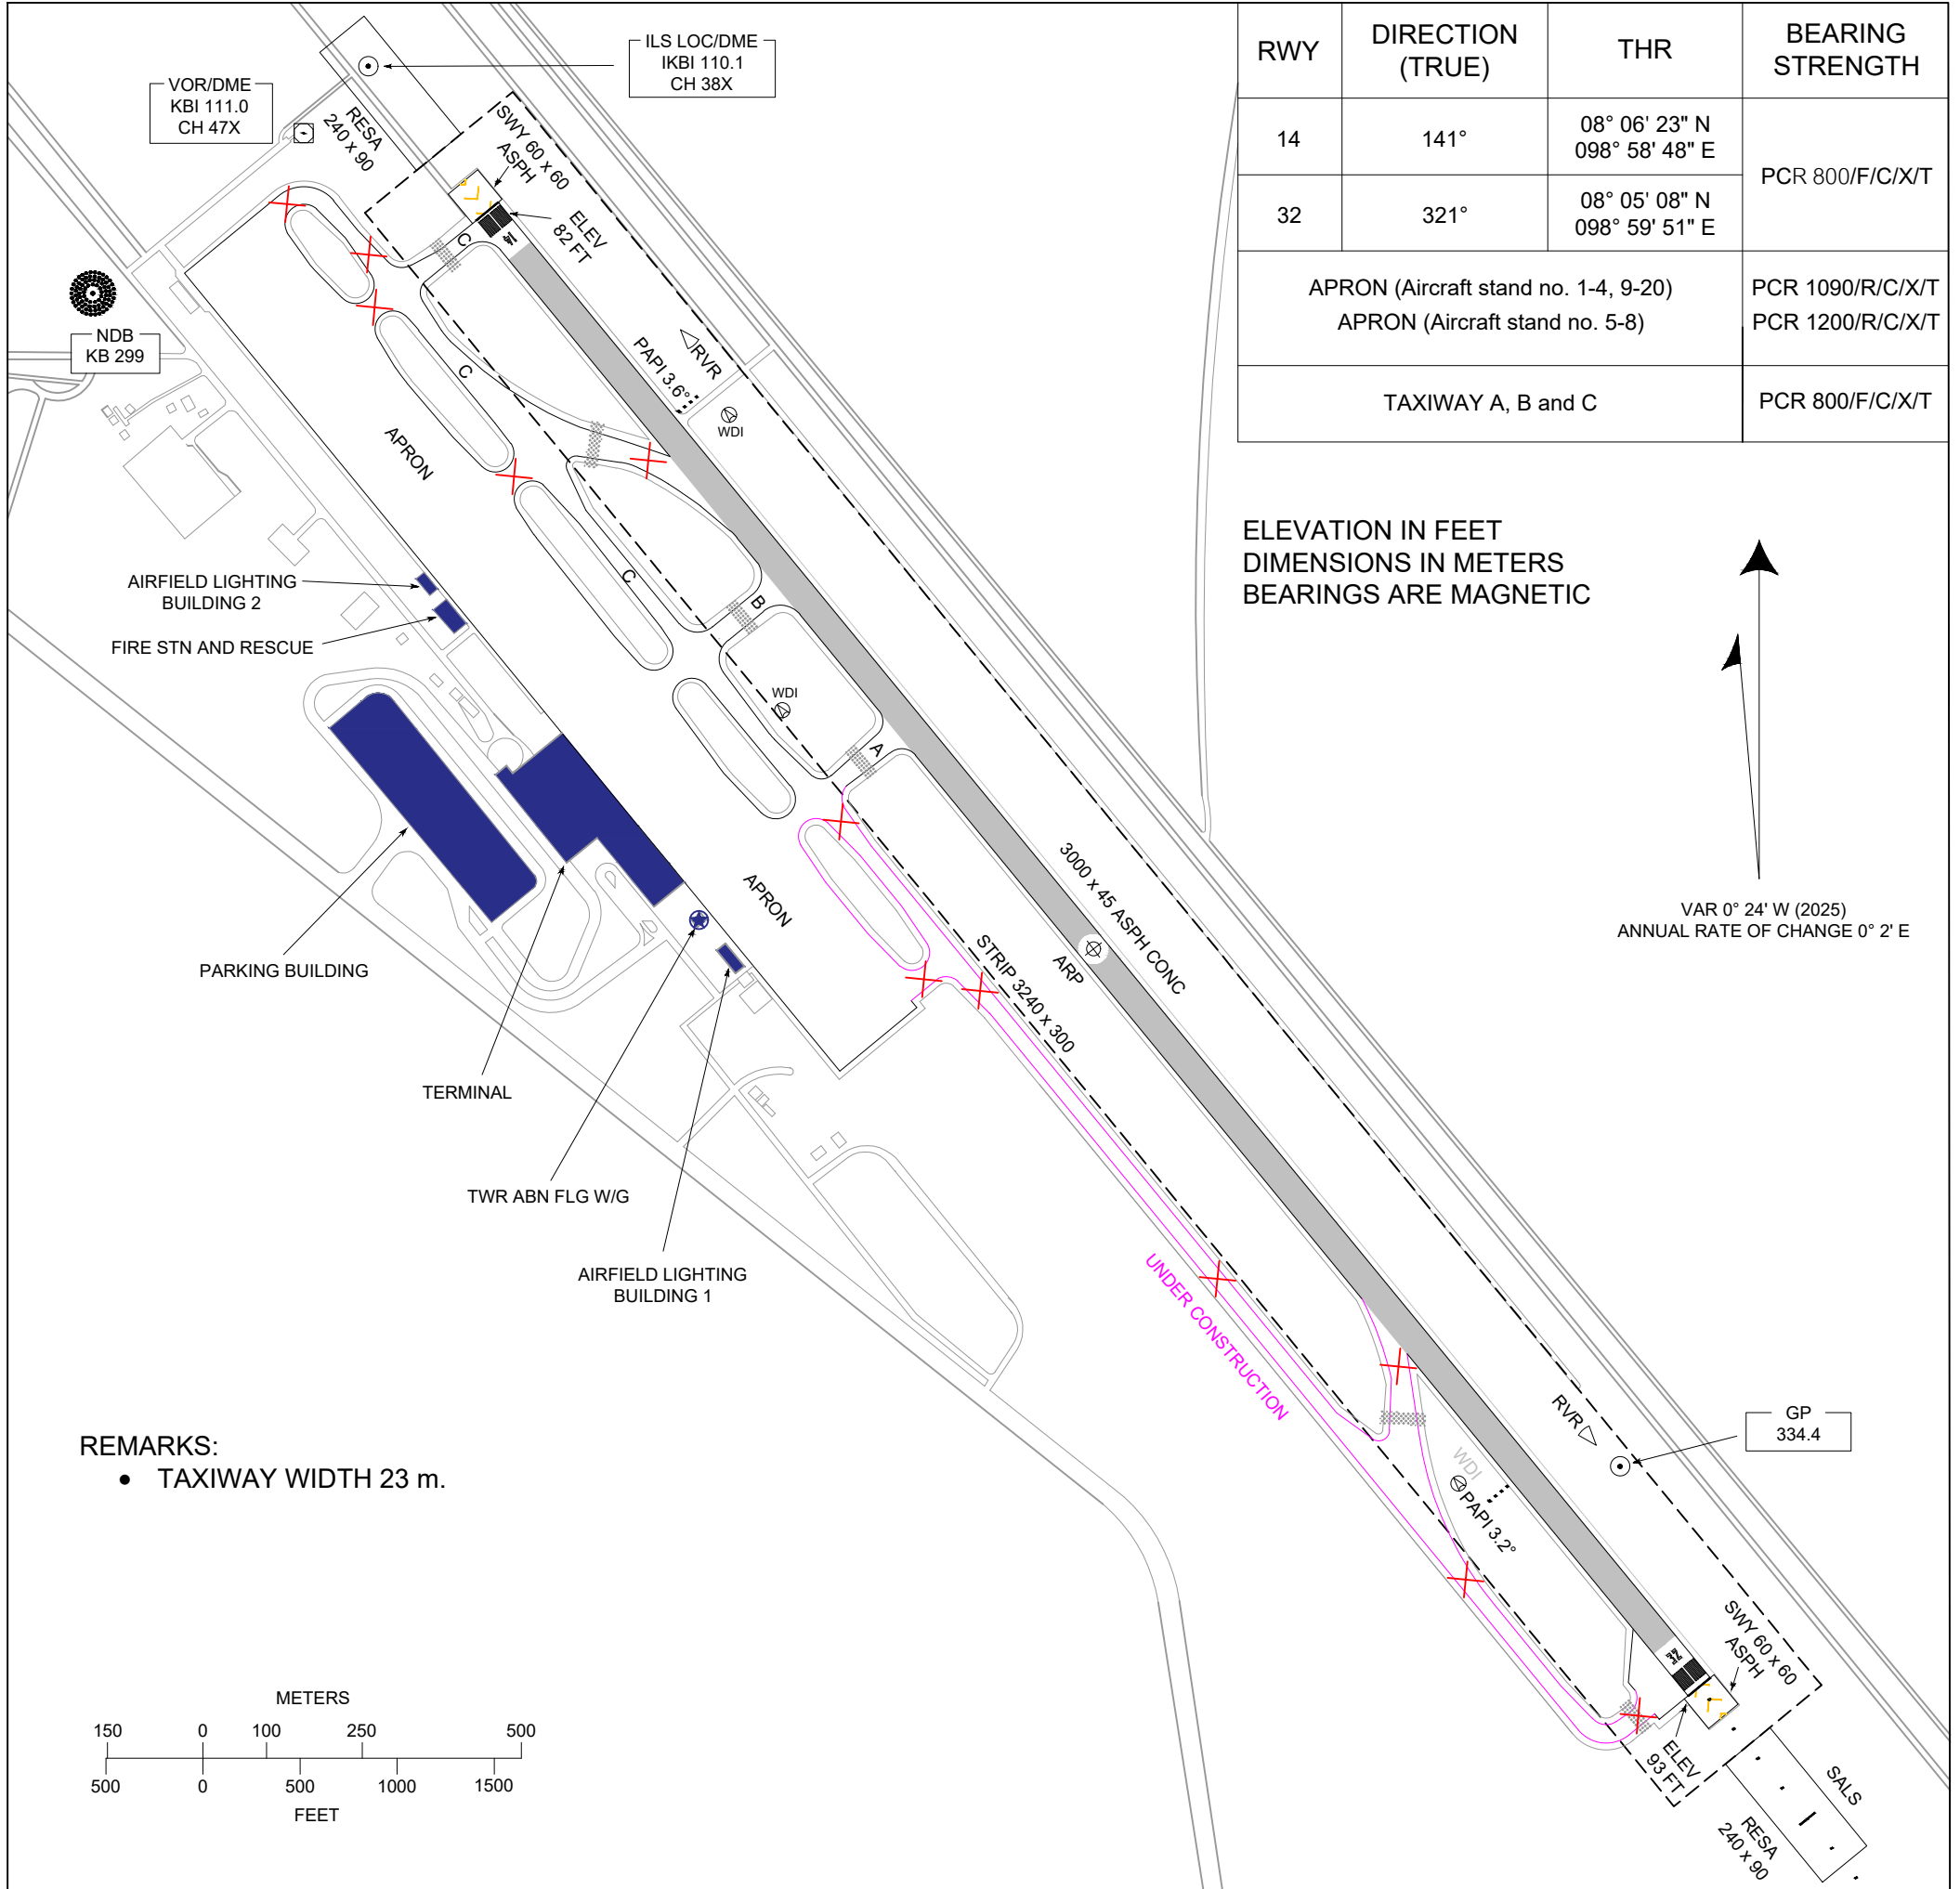 RWY
DIRECTION
(TRUE)
THR
BEARING
STRENGTH
14
141°
08° 06' 23" N
098° 58' 48" E
PCR 800/F/C/X/T
32
321°
08° 05' 08" N
098° 59' 51" E
APRON (Aircraft stand no. 1-4, 9-20)
PCR 1090/R/C/X/T
APRON (Aircraft stand no. 5-8)
PCR 1200/R/C/X/T
TAXIWAY A, B and C
PCR 800/F/C/X/T
ILS LOC/DME
IKBI 110.1
CH 38X
VOR/DME
KBI 111.0
CH 47X
RESA
240 x 90
SWY 60 x 60
ASPH
ELEV
82 FT
14
C
NDB
KB 299
PAPI 3.6°
RVR
WDI
C
APRON
C
B
WDI
A
AIRFIELD LIGHTING
BUILDING 2
FIRE STN AND RESCUE
ELEVATION IN FEET
DIMENSIONS IN METERS
BEARINGS ARE MAGNETIC
VAR 0° 24' W (2025)
ANNUAL RATE OF CHANGE 0° 2' E
APRON
3000 x 45 ASPH CONC
ARP
STRIP 3240 x 300
PARKING BUILDING
TERMINAL
TWR ABN FLG W/G
AIRFIELD LIGHTING
BUILDING 1
UNDER CONSTRUCTION
RVR
GP
334.4
WDI
PAPI 3.2°
REMARKS:
• TAXIWAY WIDTH 23 m.
SWY 60 x 60
ASPH
32
ELEV
93 FT
SALS
RESA
240 x 90
METERS
150 0 100 250 500
500 0 500 1000 1500
FEET